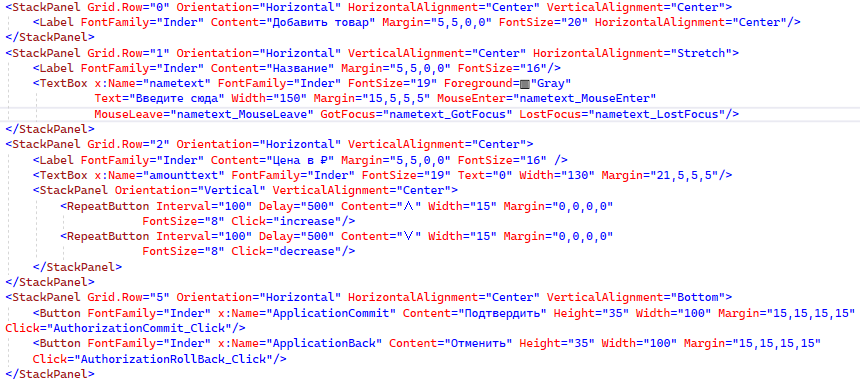 <StackPanel Grid.Row="0" Orientation="Horizontal" HorizontalAlignment="Center" VerticalAlignment="Center">
<Label FontFamily="Inder" Content="Добавить товар" Margin="5,5,0,0" FontSize="20" HorizontalAlignment="Center"/>
</StackPanel>
<StackPanel Grid.Row="1" Orientation="Horizontal" VerticalAlignment="Center" HorizontalAlignment="Stretch">
<Label FontFamily="Inder" Content="Название" Margin="5,5,0,0" FontSize="16"/>
<TextBox x:Name="nametext" FontFamily="Inder" FontSize="19" Foreground="Gray"
Text="Введите сюда" Width="150" Margin="15,5,5,5" MouseEnter="nametext_MouseEnter"
MouseLeave="nametext_MouseLeave" GotFocus="nametext_GotFocus" LostFocus="nametext_LostFocus"/>
</StackPanel>
<StackPanel Grid.Row="2" Orientation="Horizontal" VerticalAlignment="Center">
<Label FontFamily="Inder" Content="Цена в ₽" Margin="5,5,0,0" FontSize="16" />
<TextBox x:Name="amounttext" FontFamily="Inder" FontSize="19" Text="0" Width="130" Margin="21,5,5,5"/>
<StackPanel Orientation="Vertical" VerticalAlignment="Center">
<RepeatButton Interval="100" Delay="500" Content="⋀" Width="15" Margin="0,0,0,0"
FontSize="8" Click="increase"/>
<RepeatButton Interval="100" Delay="500" Content="⋁" Width="15" Margin="0,0,0,0"
FontSize="8" Click="decrease"/>
</StackPanel>
</StackPanel>
<StackPanel Grid.Row="5" Orientation="Horizontal" HorizontalAlignment="Center" VerticalAlignment="Bottom">
<Button FontFamily="Inder" x:Name="ApplicationCommit" Content="Подтвердить" Height="35" Width="100" Margin="15,15,15,15"
Click="AuthorizationCommit_Click"/>
<Button FontFamily="Inder" x:Name="ApplicationBack" Content="Отменить" Height="35" Width="100" Margin="15,15,15,15"
Click="AuthorizationRollBack_Click"/>
</StackPanel>